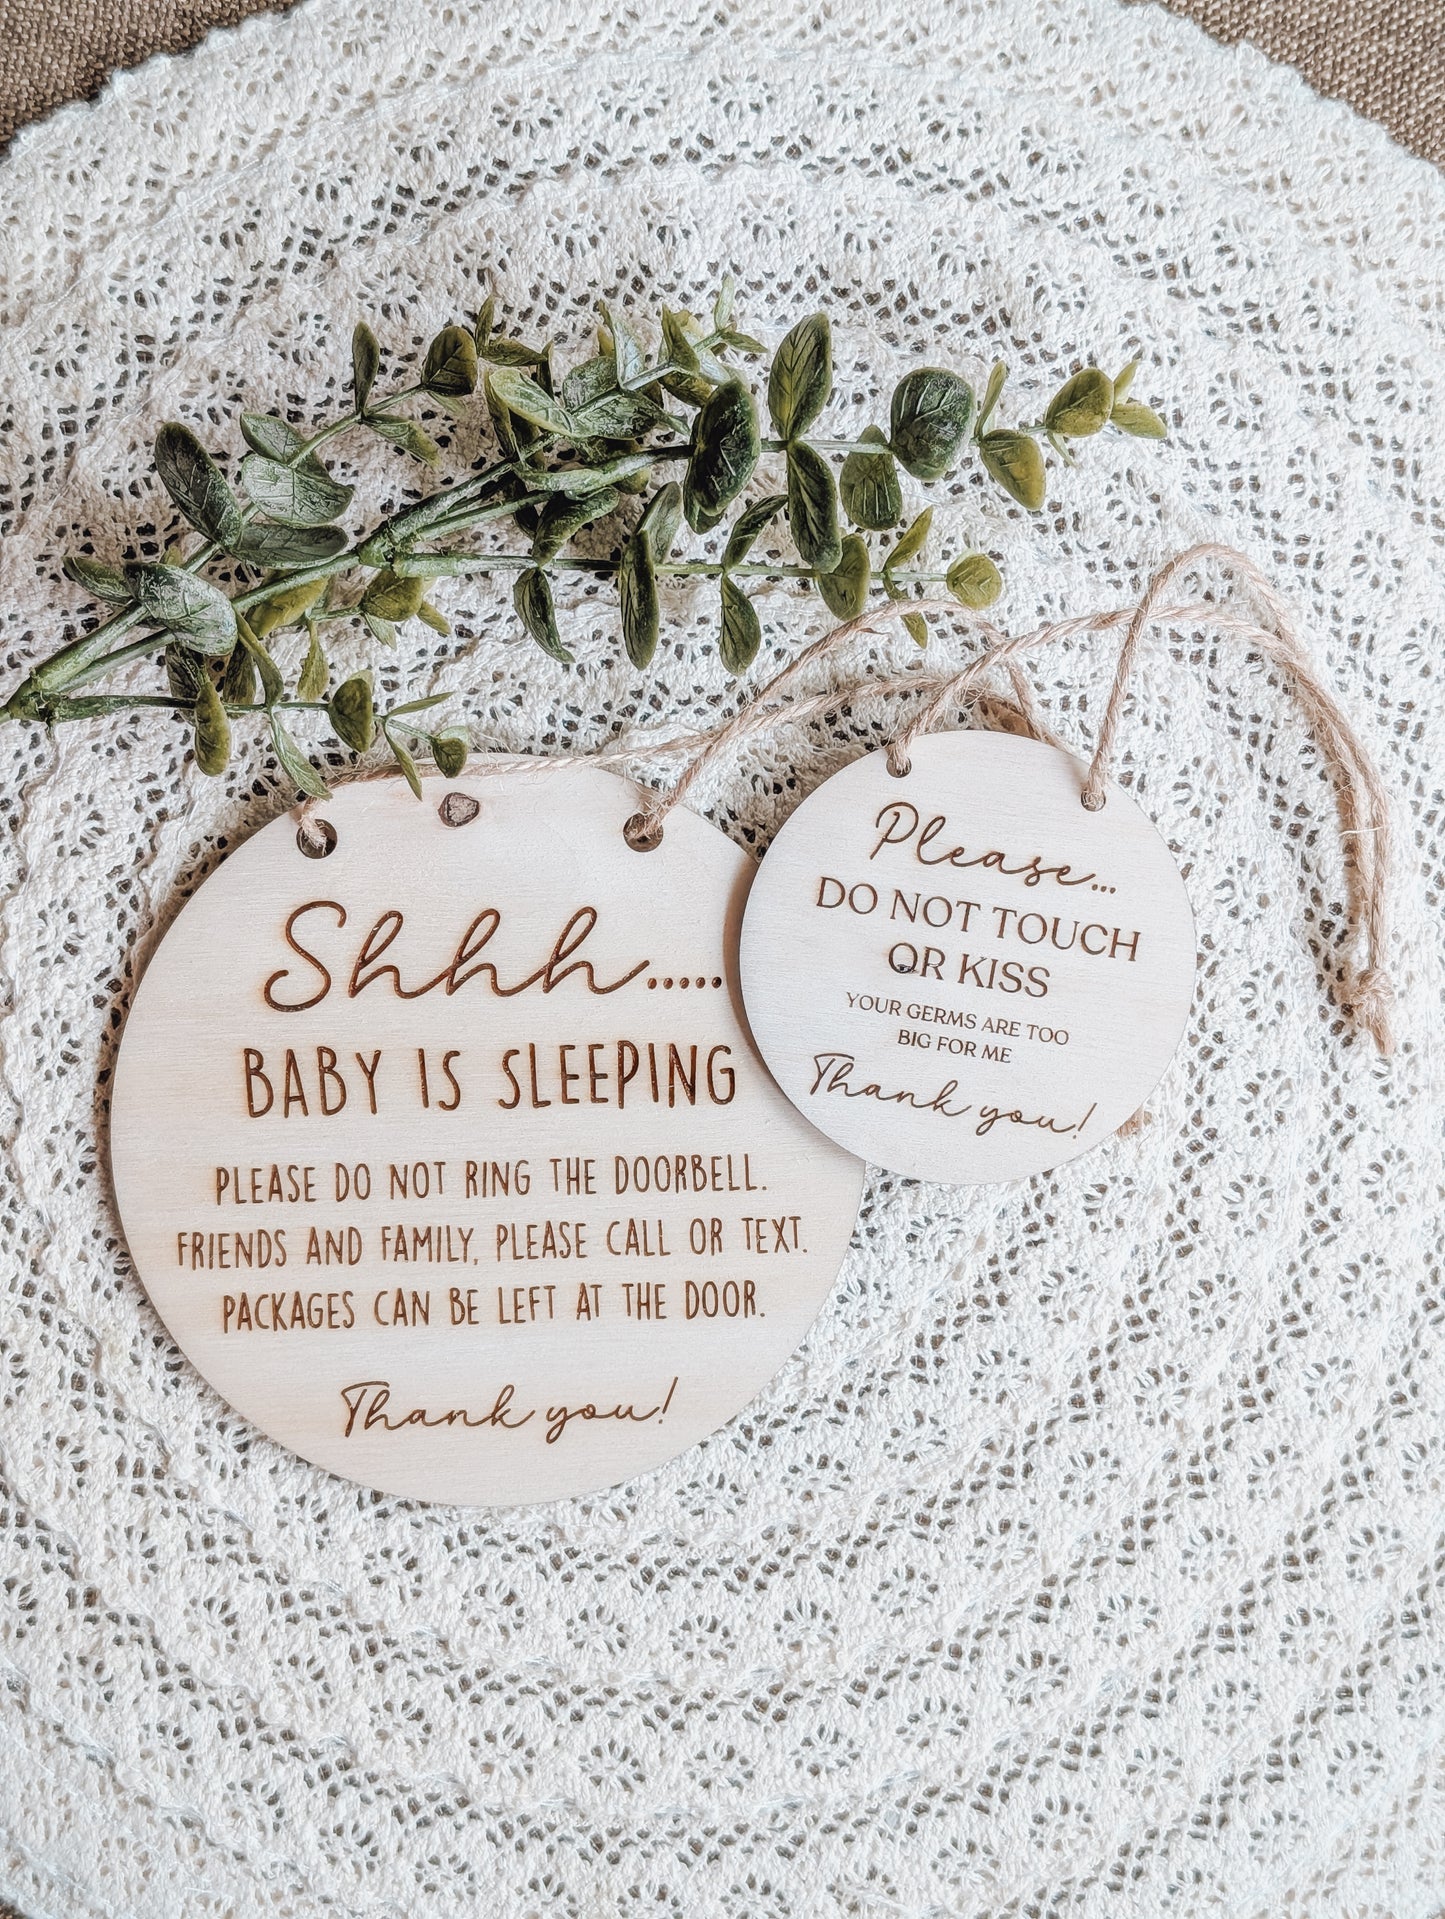 Shhh.....
BABY IS SLEEPING
PLEASE DO NOT RING THE DOORBELL.
FRIENDS AND FAMILY, PLEASE CALL OR TEXT.
PACKAGES CAN BE LEFT AT THE DOOR.
Thank you!
Please...
DO NOT TOUCH
OR KISS
YOUR GERMS ARE TOO
BIG FOR ME
Thank you!